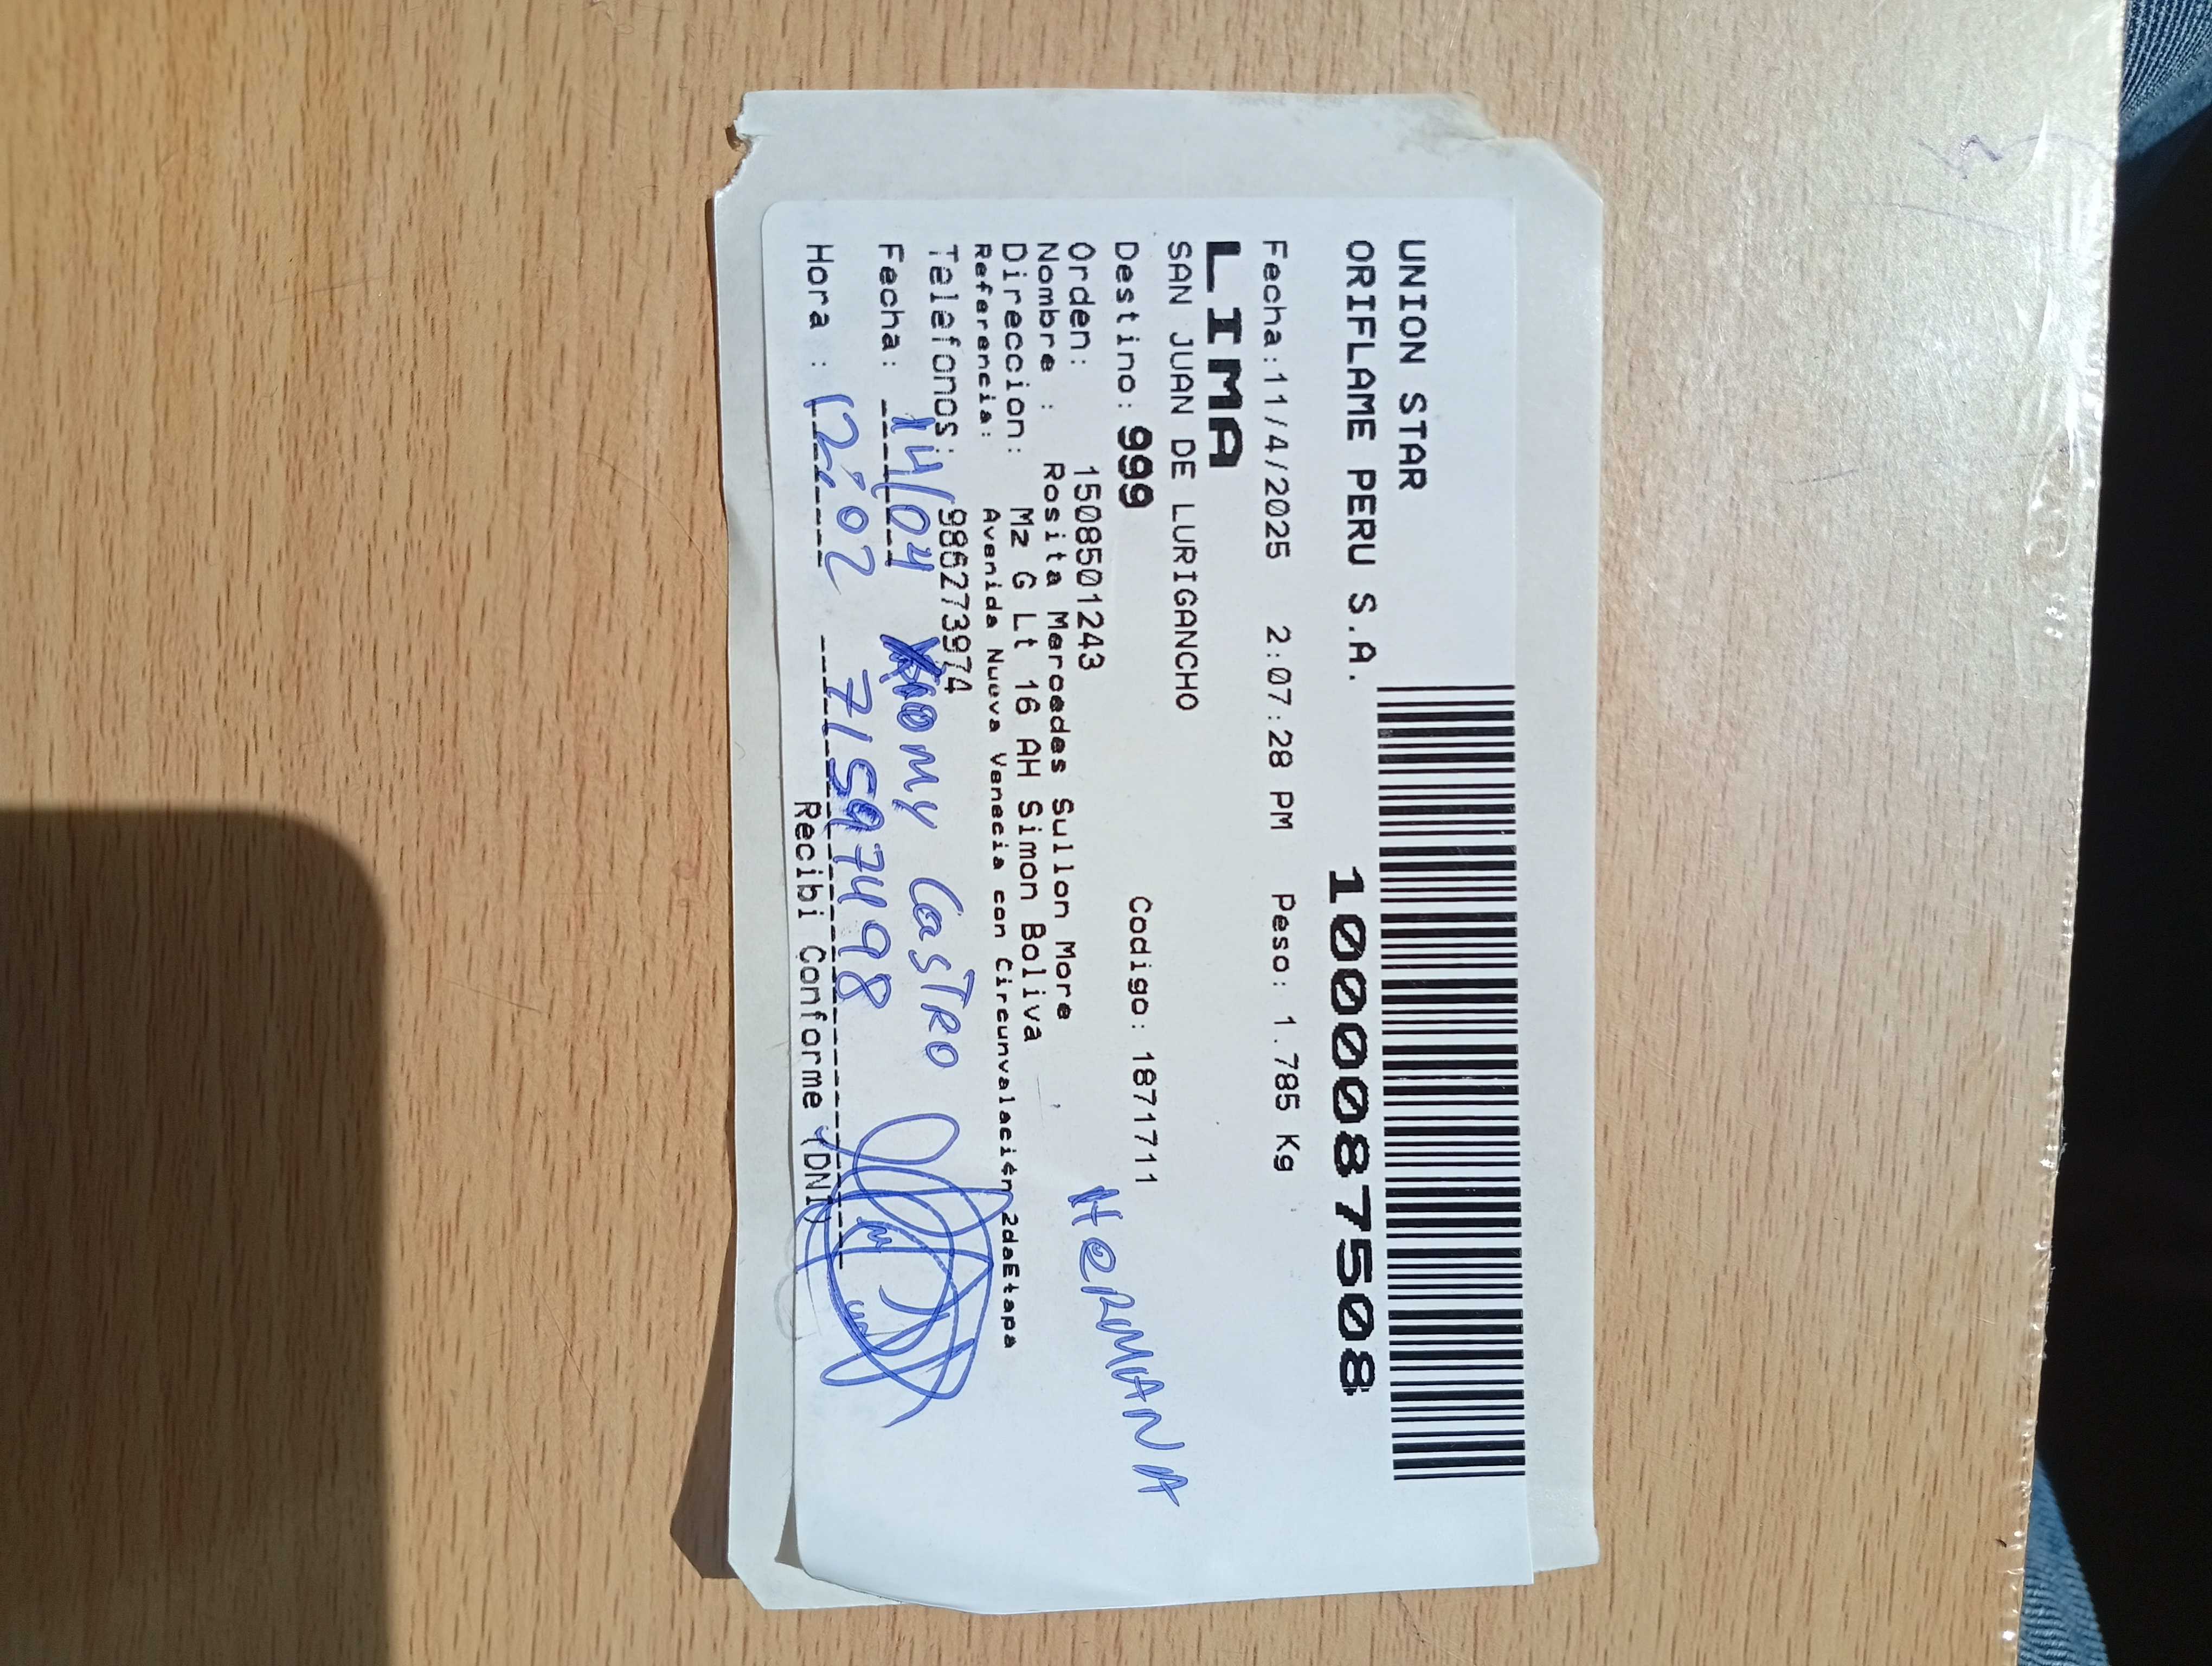 UNION STAR
ORIFLAME PERU S.A.
10000087508
Fecha:11/4/2025 2:07:28 PM Peso: 1.785 Kg
LIMA
SAN JUAN DE LURIGANCHO
Destino: 999 Codigo: 1871711
HERMANA
Orden: 1508501243
Nombre : Rosita Mercedes Sullon More
Direccion: Mz G Lt 16 AH Simon Boliva
Referencia: Avenida Nueva Venecia con Circunvalación 2daEtapa
Telefonos: 986273974
Fecha: 14/04 CASTRO
Hora : 12:02 71597498
Recibi Conforme (DNI)